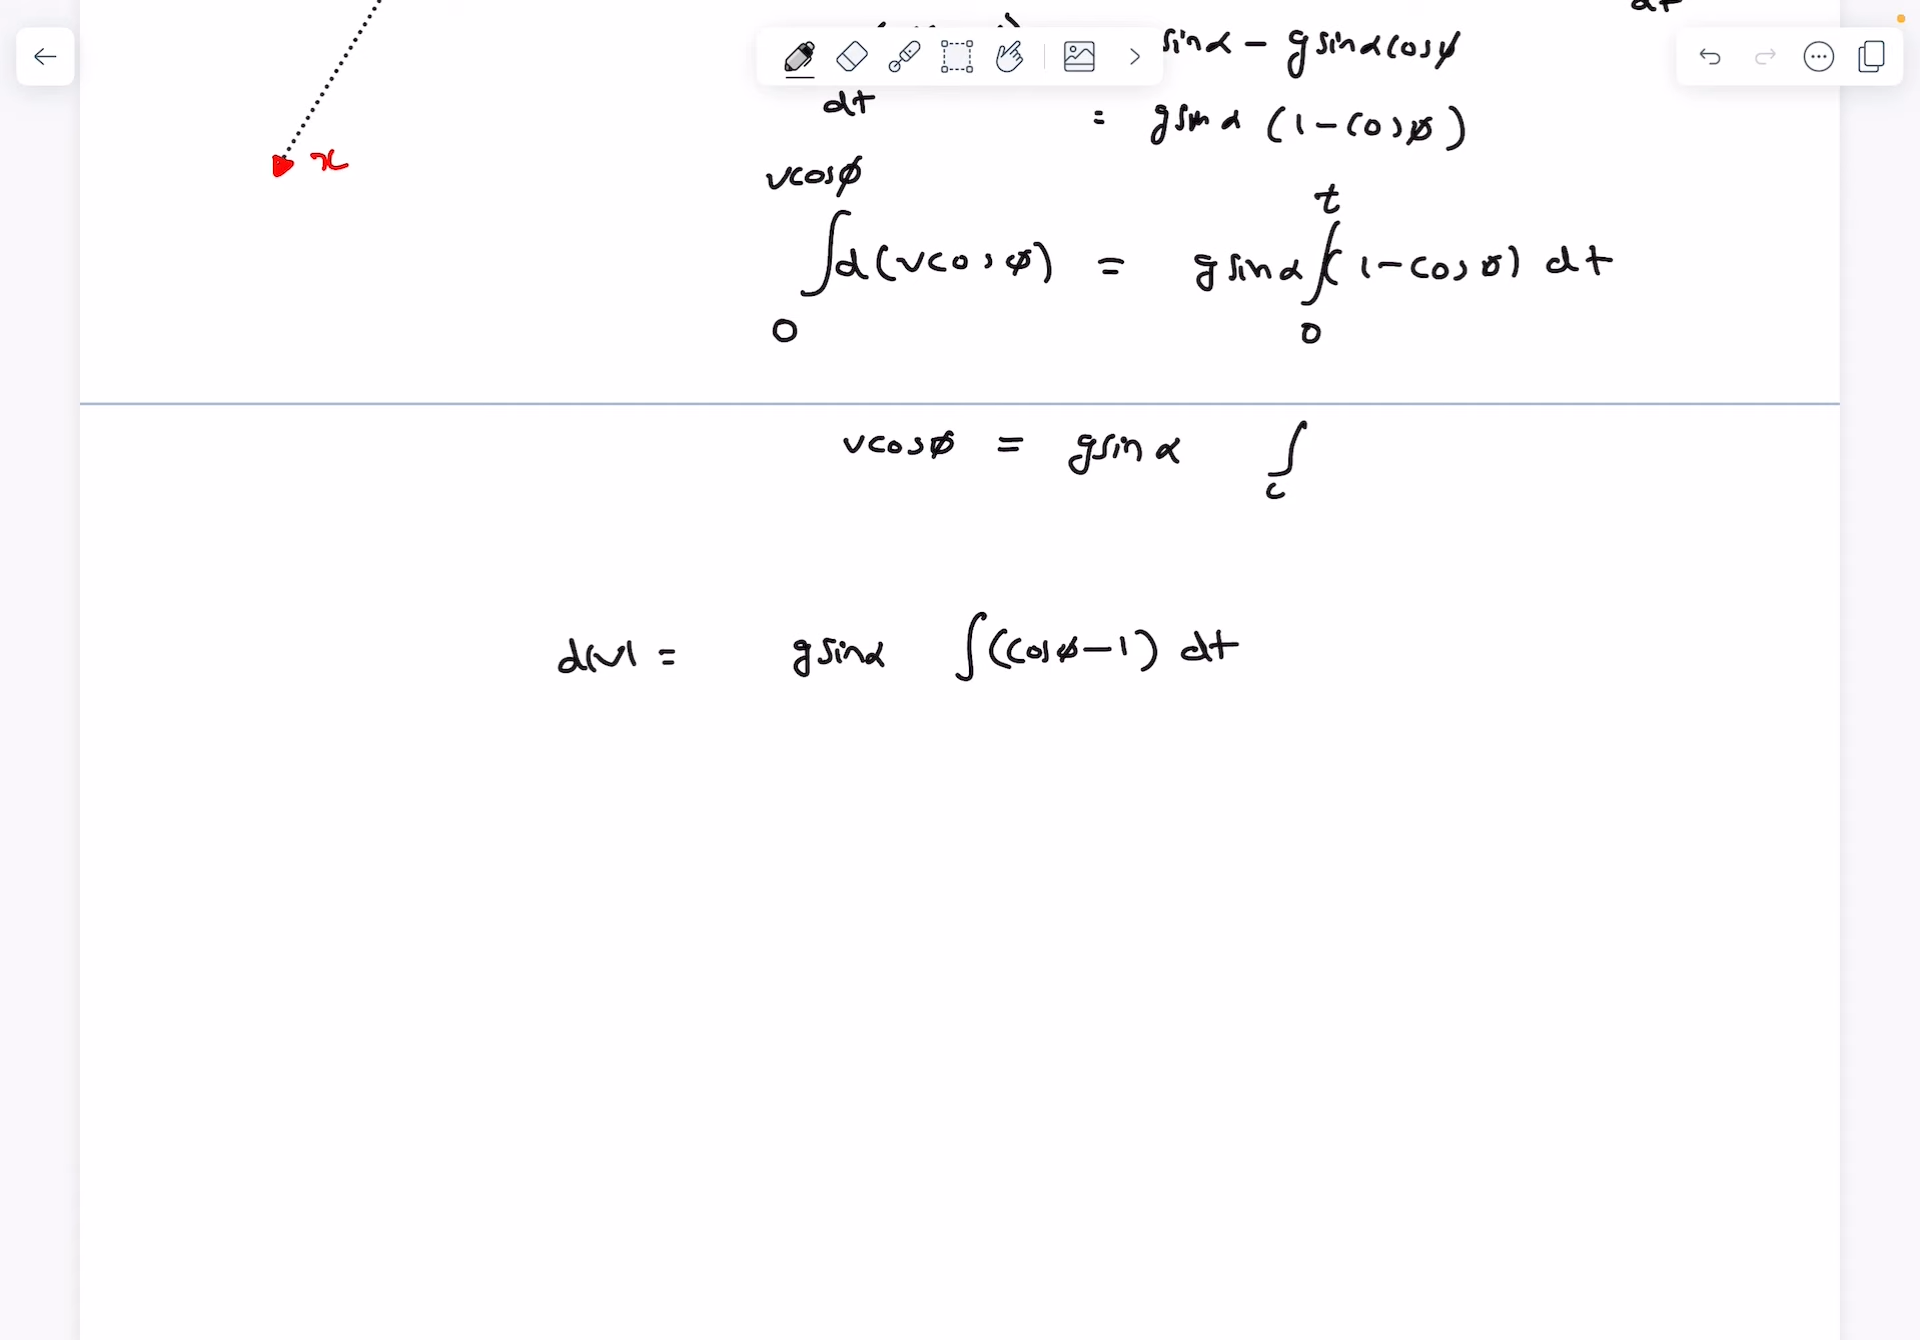 dt
sinα − g sinα cosϕ
dt
= g sinα (1 − cosϕ)
x
vcosϕ
t
∫d(vcosϕ) = g sinα ∫(1 − cosϕ) dt
0 0
vcosϕ = g sinα ∫
c
d|v| = g sinα ∫(cosϕ − 1) dt